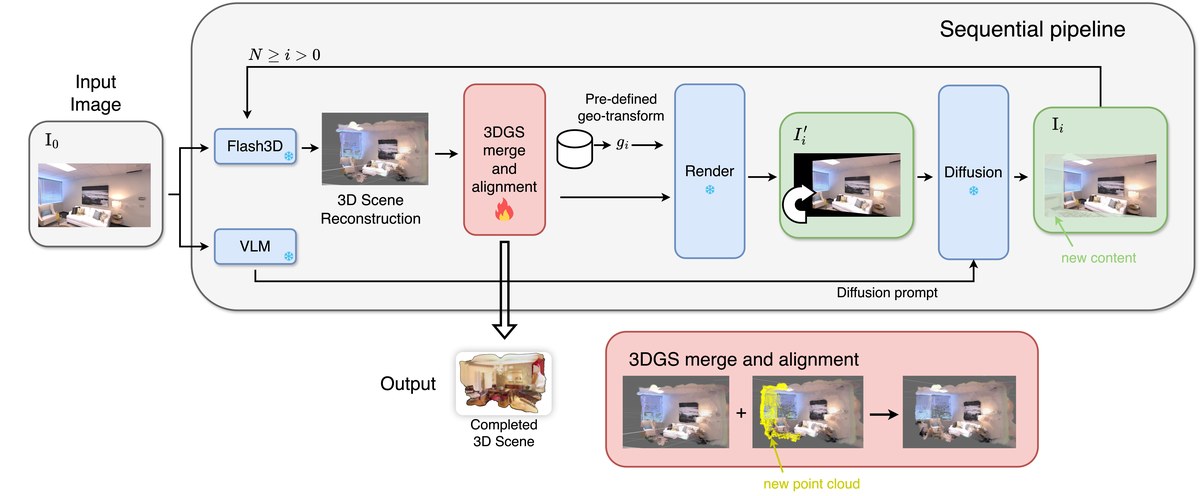 Sequential pipeline
N ≥ i > 0
Input
Image
I₀
Flash3D
VLM
3D Scene
Reconstruction
3DGS
merge
and
alignment
Pre-defined
geo-transform
gᵢ
Render
I′ᵢ
Diffusion
Iᵢ
new content
Diffusion prompt
Output
Completed
3D Scene
3DGS merge and alignment
+
new point cloud